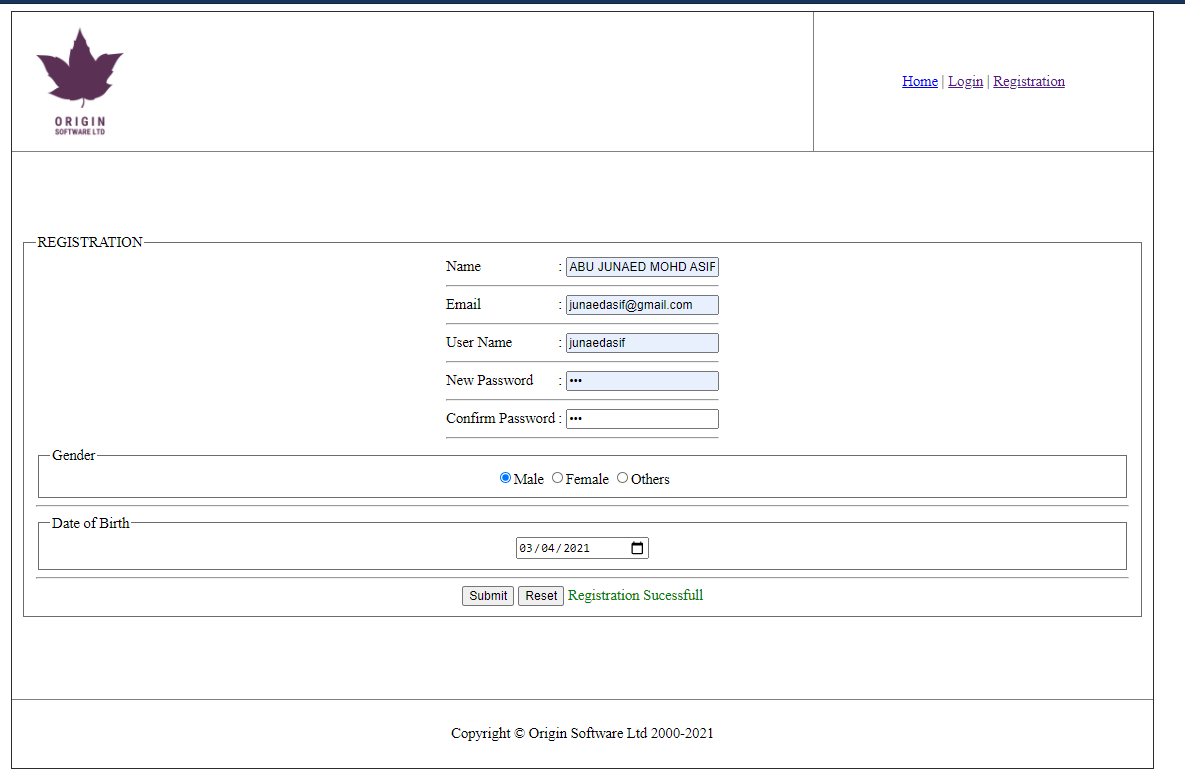 ORIGIN
SOFTWARE LTD
Home | Login | Registration
REGISTRATION
Name : ABU JUNAED MOHD ASIF
Email : junaedasif@gmail.com
User Name : junaedasif
New Password : •••
Confirm Password : •••
Gender
Male Female Others
Date of Birth
03/04/2021
Submit Reset Registration Sucessfull
Copyright © Origin Software Ltd 2000-2021